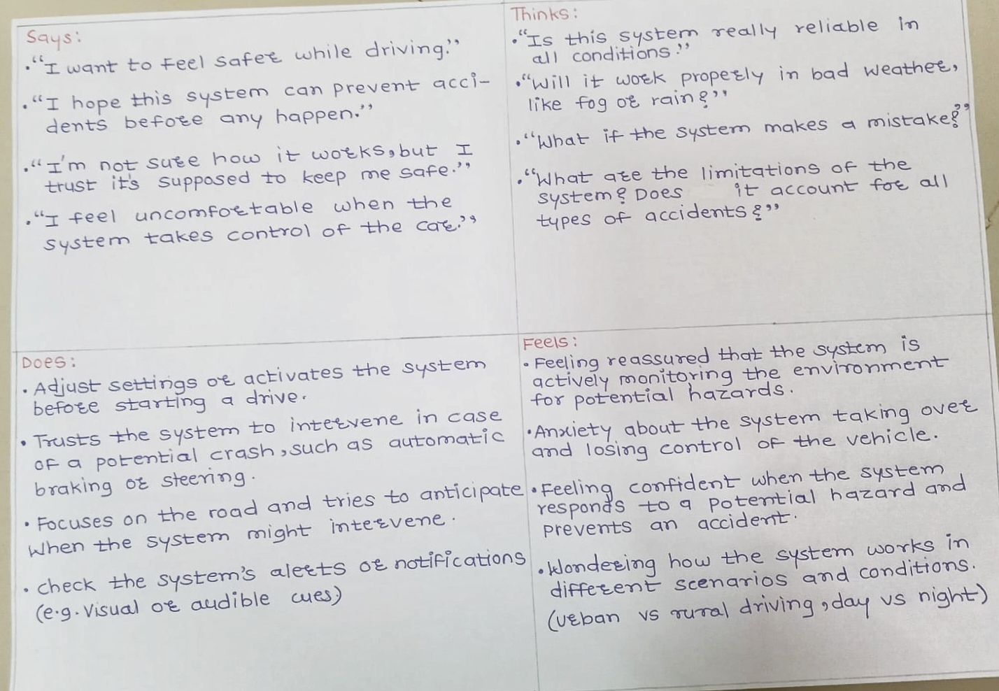 Says:
."I want to Feel safer while driving."
."I hope this system can prevent acci-
dents before any happen."
."I'm not sure how it works, but I
trust it's supposed to keep me safe."
."I feel uncomfortable when the
system takes control of the car."
Thinks:
."Is this system really reliable in
all conditions."
."Will it work properly in bad weather,
like fog or rain?"
."What if the system makes a mistake?"
."What are the limitations of the
system? Does it account for all
types of accidents?"
Does:
. Adjust settings or activates the system
before starting a drive.
. Trusts the system to intervene in case
of a potential crash, such as automatic
braking or steering.
. Focuses on the road and tries to anticipate
When the system might intervene.
. Check the system's alerts or notifications
(e.g. Visual or audible cues)
Feels:
. Feeling reassured that the system is
actively monitoring the environment
for potential hazards.
. Anxiety about the system taking over
and losing control of the vehicle.
. Feeling confident when the system
responds to a potential hazard and
prevents an accident.
. Wondering how the system works in
different scenarios and conditions.
(urban vs rural driving, day vs night)